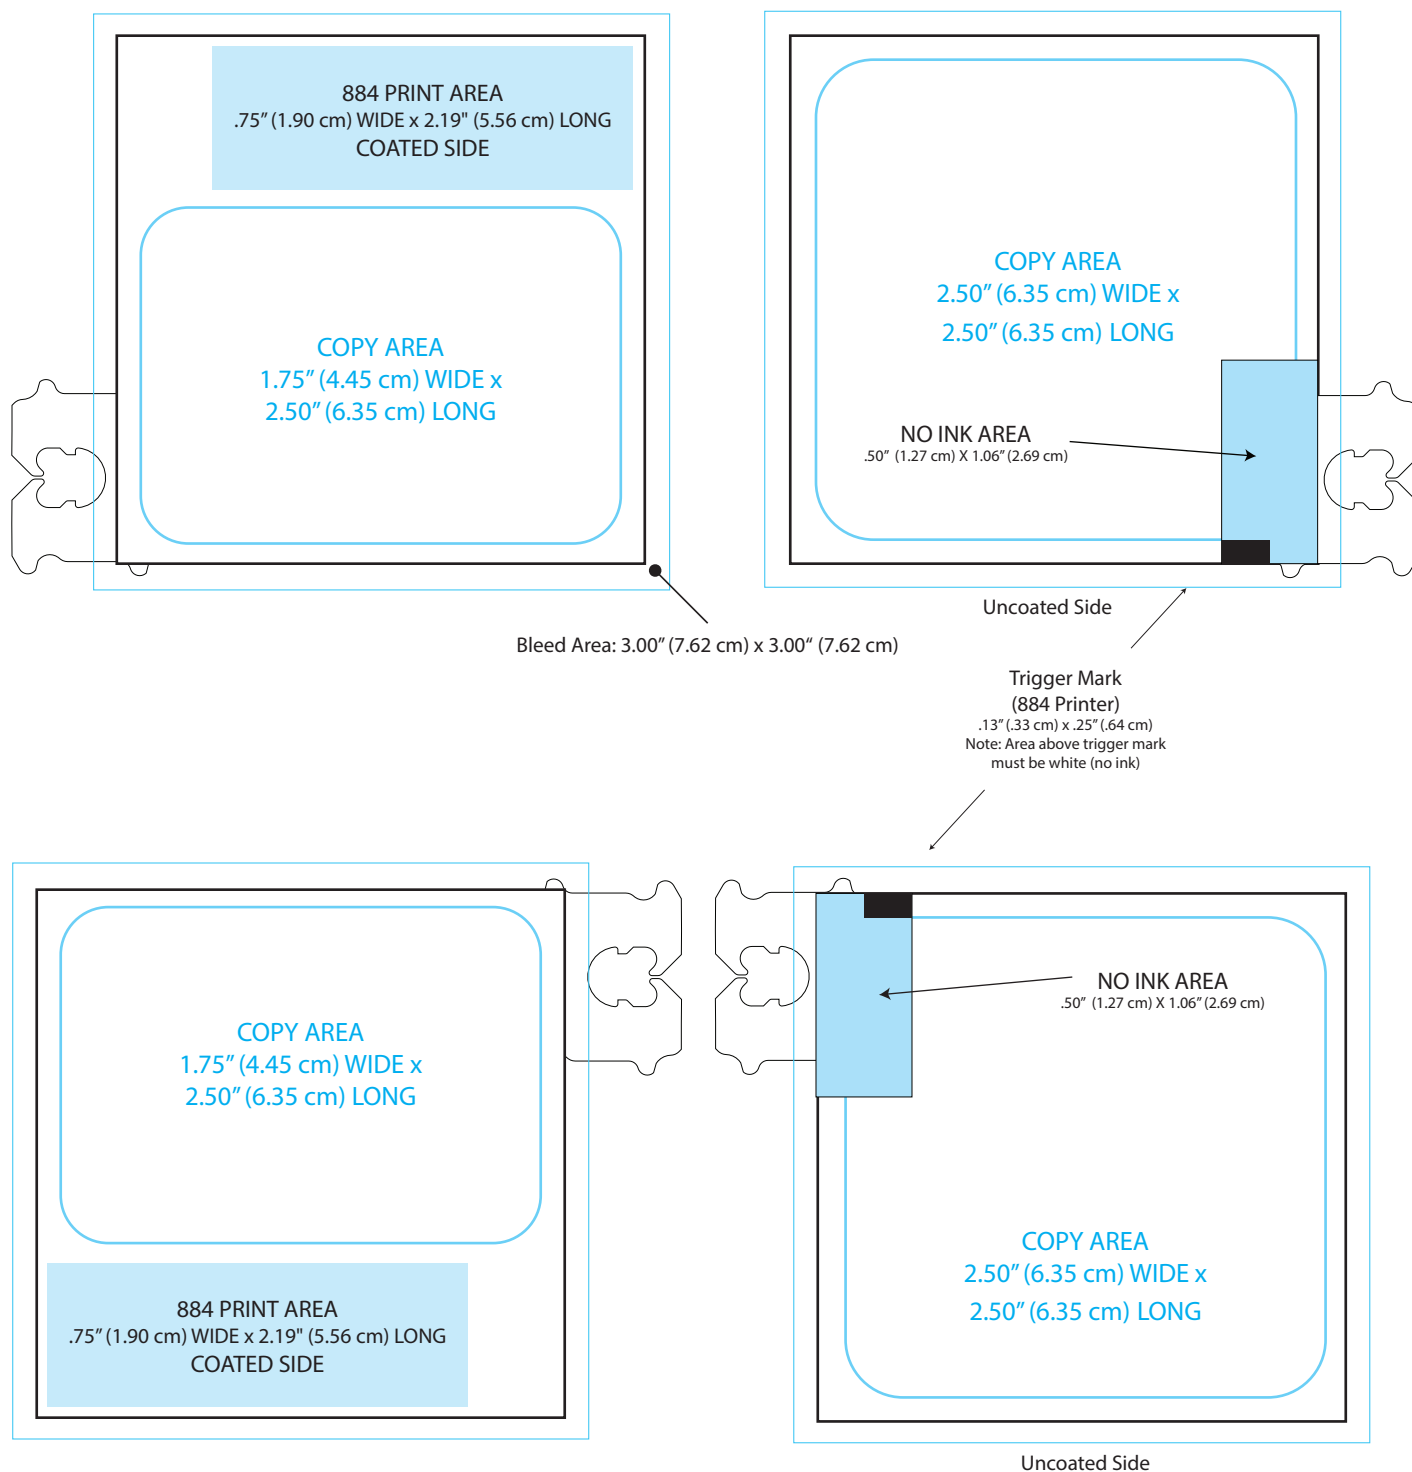 884 PRINT AREA
.75” (1.90 cm) WIDE x 2.19" (5.56 cm) LONG
COATED SIDE
COPY AREA
1.75” (4.45 cm) WIDE x
2.50” (6.35 cm) LONG
COPY AREA
2.50” (6.35 cm) WIDE x
2.50” (6.35 cm) LONG
NO INK AREA
.50” (1.27 cm) X 1.06” (2.69 cm)
Uncoated Side
Bleed Area: 3.00” (7.62 cm) x 3.00“ (7.62 cm)
Trigger Mark
(884 Printer)
.13” (.33 cm) x .25” (.64 cm)
Note: Area above trigger mark
must be white (no ink)
COPY AREA
1.75” (4.45 cm) WIDE x
2.50” (6.35 cm) LONG
884 PRINT AREA
.75” (1.90 cm) WIDE x 2.19" (5.56 cm) LONG
COATED SIDE
NO INK AREA
.50” (1.27 cm) X 1.06” (2.69 cm)
COPY AREA
2.50” (6.35 cm) WIDE x
2.50” (6.35 cm) LONG
Uncoated Side